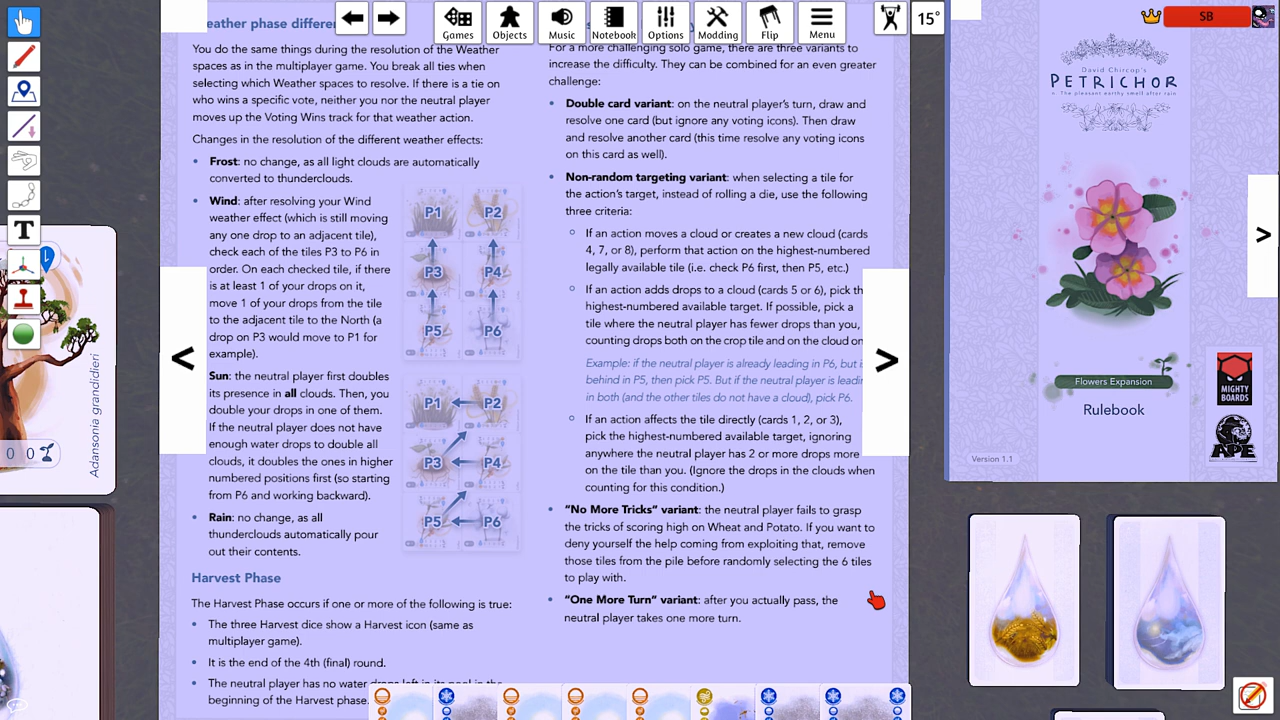 Games
Objects
Music
Notebook
Options
Modding
Flip
Menu
15°
SB
eather phase differen
You do the same things during the resolution of the Weather
spaces as in the multiplayer game. You break all ties when
selecting which Weather spaces to resolve. If there is a tie on
who wins a specific vote, neither you nor the neutral player
moves up the Voting Wins track for that weather action.
Changes in the resolution of the different weather effects:
• Frost: no change, as all light clouds are automatically
converted to thunderclouds.
• Wind: after resolving your Wind
weather effect (which is still moving
any one drop to an adjacent tile),
check each of the tiles P3 to P6 in
order. On each checked tile, if there
is at least 1 of your drops on it,
move 1 of your drops from the tile
to the adjacent tile to the North (a
drop on P3 would move to P1 for
example).
• Sun: the neutral player first doubles
its presence in all clouds. Then, you
double your drops in one of them.
If the neutral player does not have
enough water drops to double all
clouds, it doubles the ones in higher
numbered positions first (so starting
from P6 and working backward).
• Rain: no change, as all
thunderclouds automatically pour
out their contents.
P1 P2
P3 P4
P5 P6
P1 P2
P3 P4
P5 P6
Harvest Phase
The Harvest Phase occurs if one or more of the following is true:
• The three Harvest dice show a Harvest icon (same as
multiplayer game).
• It is the end of the 4th (final) round.
• The neutral player has no water drops left in its pool in the
beginning of the Harvest phase.
For a more challenging solo game, there are three variants to
increase the difficulty. They can be combined for an even greater
challenge:
• Double card variant: on the neutral player's turn, draw and
resolve one card (but ignore any voting icons). Then draw
and resolve another card (this time resolve any voting icons
on this card as well).
• Non-random targeting variant: when selecting a tile for
the action's target, instead of rolling a die, use the following
three criteria:
○ If an action moves a cloud or creates a new cloud (cards
4, 7, or 8), perform that action on the highest-numbered
legally available tile (i.e. check P6 first, then P5, etc.)
○ If an action adds drops to a cloud (cards 5 or 6), pick th
highest-numbered available target. If possible, pick a
tile where the neutral player has fewer drops than you,
counting drops both on the crop tile and on the cloud on
Example: if the neutral player is already leading in P6, but i
behind in P5, then pick P5. But if the neutral player is leadin
in both (and the other tiles do not have a cloud), pick P6.
○ If an action affects the tile directly (cards 1, 2, or 3),
pick the highest-numbered available target, ignoring
anywhere the neutral player has 2 or more drops more
on the tile than you. (Ignore the drops in the clouds when
counting for this condition.)
• "No More Tricks" variant: the neutral player fails to grasp
the tricks of scoring high on Wheat and Potato. If you want to
deny yourself the help coming from exploiting that, remove
those tiles from the pile before randomly selecting the 6 tiles
to play with.
• "One More Turn" variant: after you actually pass, the
neutral player takes one more turn.
David Chircop's
PETRICHOR
n. The pleasant earthy smell after rain
Flowers Expansion
Rulebook
Version 1.1
MIGHTY
BOARDS
APE
Adansonia grandidieri
0 0
T
<
>
>